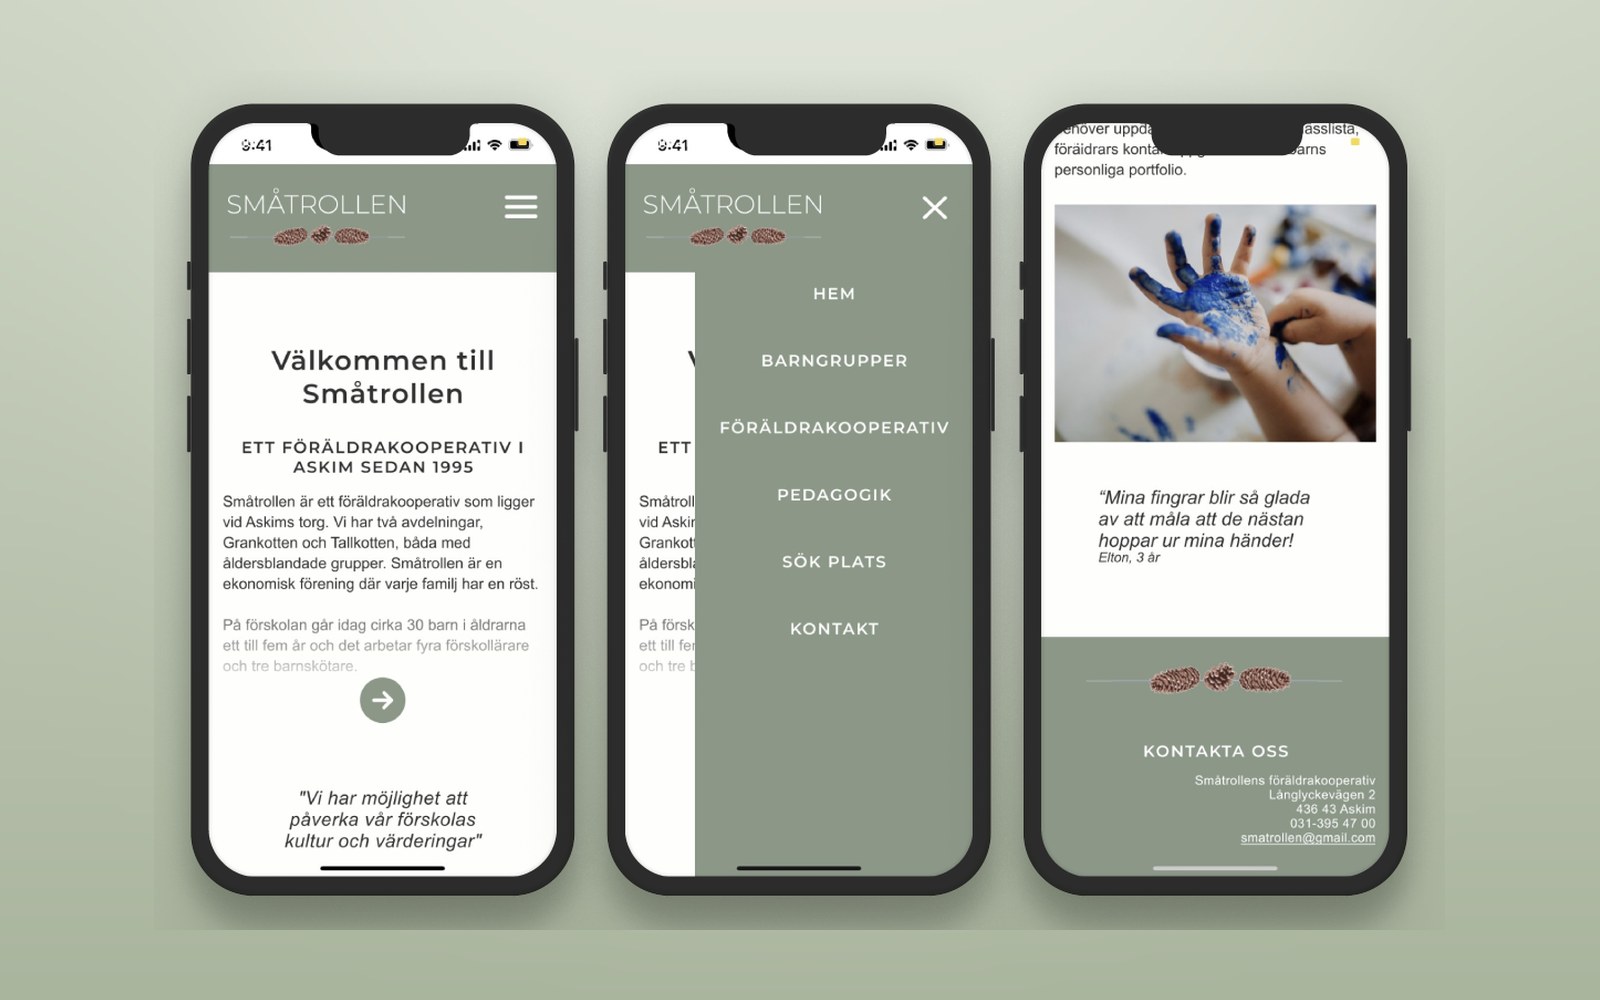 9:41
SMÅTROLLEN
Välkommen till
Småtrollen
ETT FÖRÄLDRAKOOPERATIV I
ASKIM SEDAN 1995
Småtrollen är ett föräldrakooperativ som ligger
vid Askims torg. Vi har två avdelningar,
Grankotten och Tallkotten, båda med
åldersblandade grupper. Småtrollen är en
ekonomisk förening där varje familj har en röst.
På förskolan går idag cirka 30 barn i åldrarna
ett till fem år och det arbetar fyra förskollärare
och tre barnskötare.
"Vi har möjlighet att
påverka vår förskolas
kultur och värderingar"
9:41
SMÅTROLLEN
V
ETT
Småtroll
vid Askin
Grankott
åldersbla
ekonomi
På försk
ett till fer
och tre b
HEM
BARNGRUPPER
FÖRÄLDRAKOOPERATIV
PEDAGOGIK
SÖK PLATS
KONTAKT
personliga portfolio.
“Mina fingrar blir så glada
av att måla att de nästan
hoppar ur mina händer!
Elton, 3 år
KONTAKTA OSS
Småtrollens föräldrakooperativ
Långlyckevägen 2
436 43 Askim
031-395 47 00
smatrollen@gmail.com